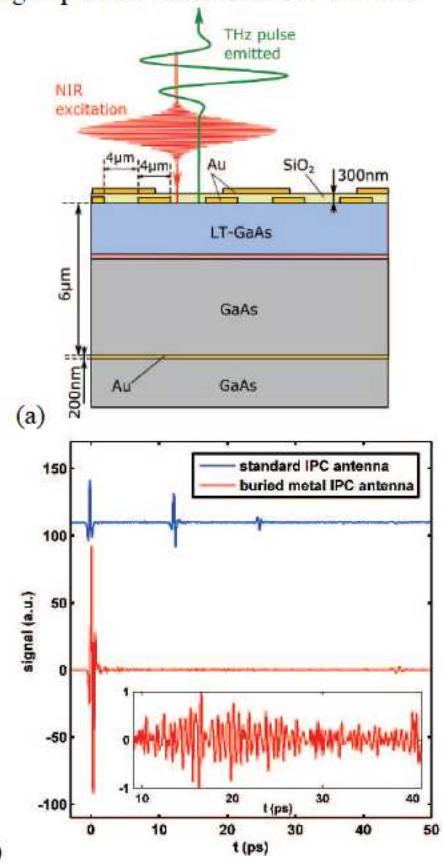 THz pulse
emitted
NIR
excitation
4μm 4μm Au SiO₂ 300nm
LT-GaAs
6μm
GaAs
200nm
Au GaAs
(a)
standard IPC antenna
buried metal IPC antenna
150
100
50
0
-50
-100
signal (a.u.)
1
0
-1
10 20 30 40
t (ps)
0 10 20 30 40 50
t (ps)